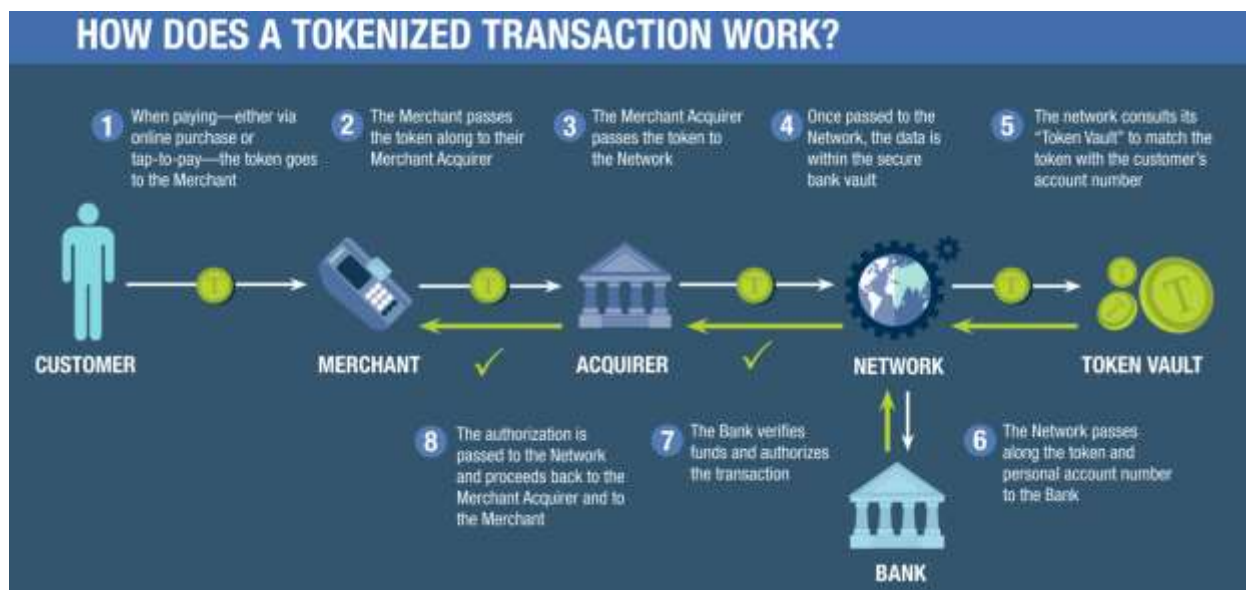 HOW DOES A TOKENIZED TRANSACTION WORK?
1
When paying—either via
online purchase or
tap-to-pay—the token goes
to the Merchant
2
The Merchant passes
the token along to their
Merchant Acquirer
3
The Merchant Acquirer
passes the token to
the Network
4
Once passed to the
Network, the data is
within the secure
bank vault
5
The network consults its
“Token Vault” to match the
token with the customer’s
account number
T
T
T
T
T
T
CUSTOMER
MERCHANT
ACQUIRER
NETWORK
TOKEN VAULT
8
The authorization is
passed to the Network
and proceeds back to the
Merchant Acquirer and to
the Merchant
7
The Bank verifies
funds and authorizes
the transaction
6
The Network passes
along the token and
personal account number
to the Bank
BANK